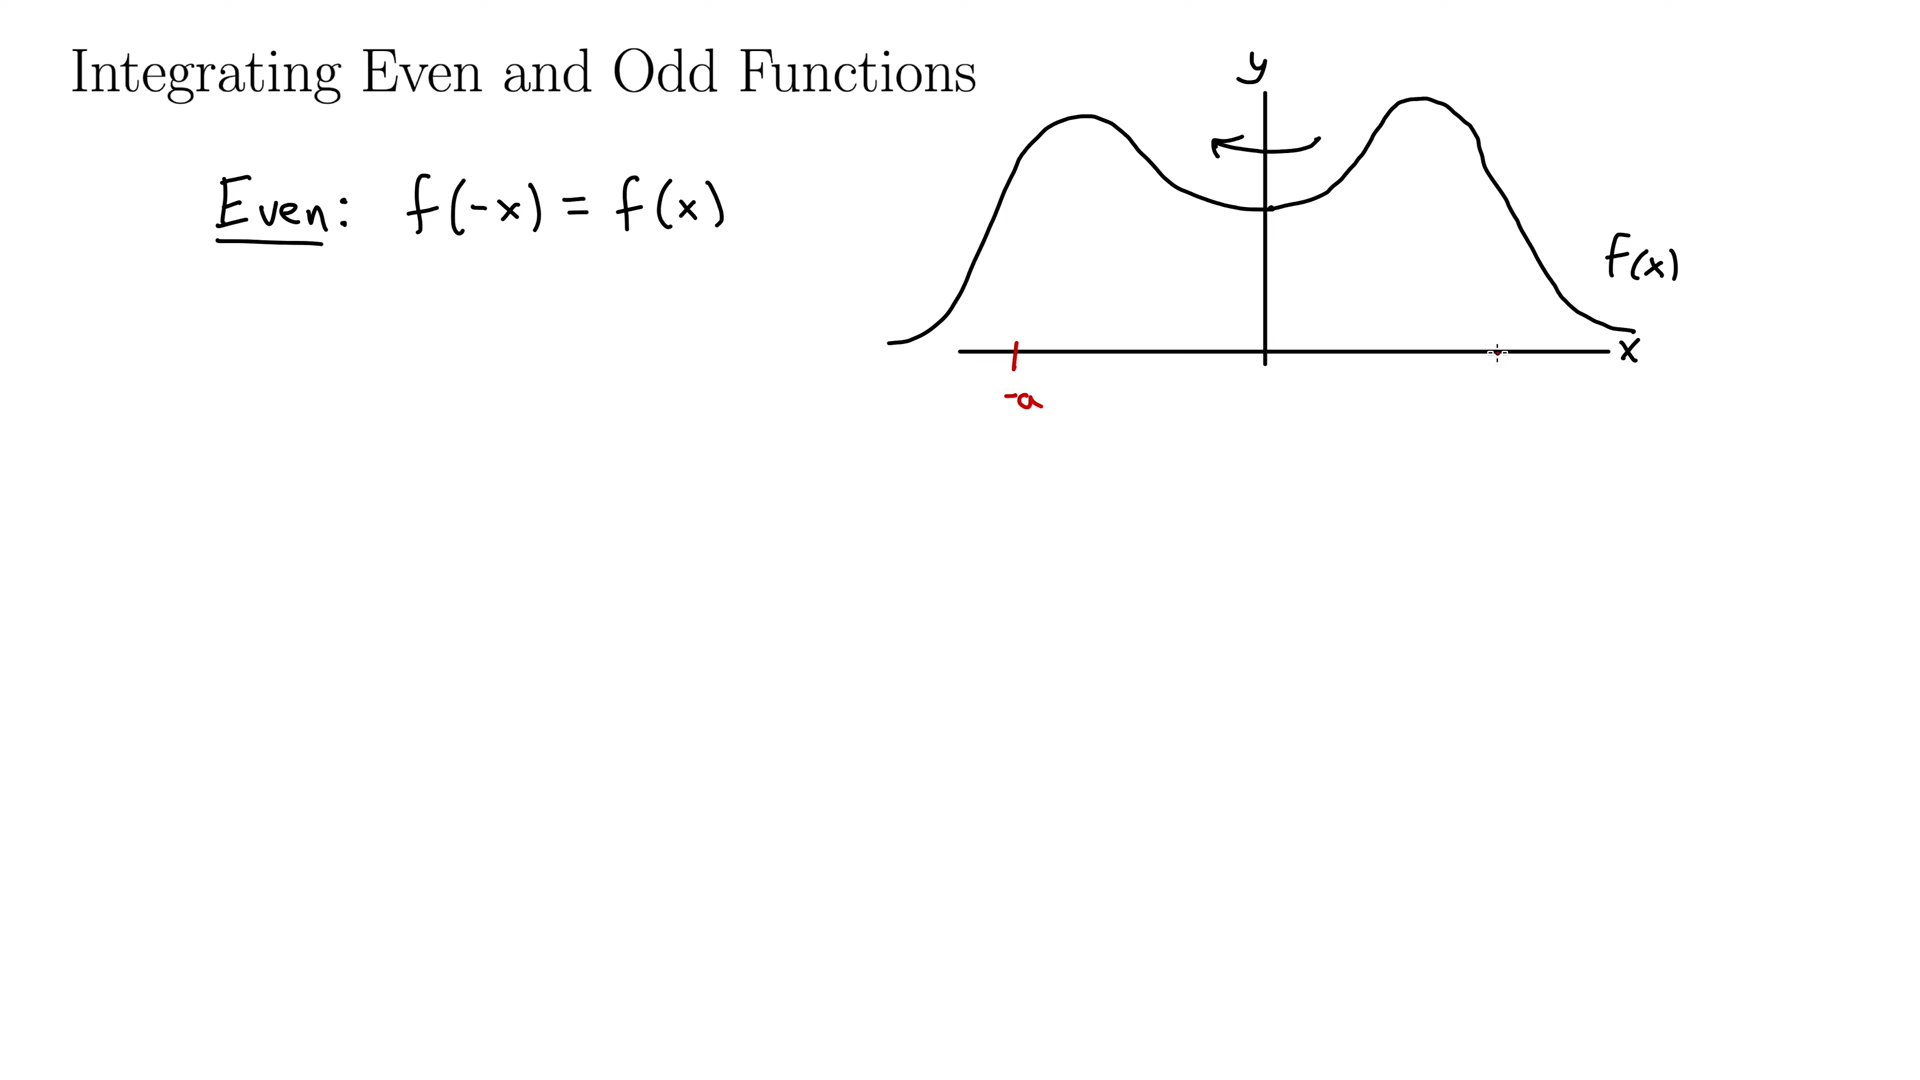 Integrating Even and Odd Functions
y
Even: f(-x) = f(x)
f(x)
x
-a